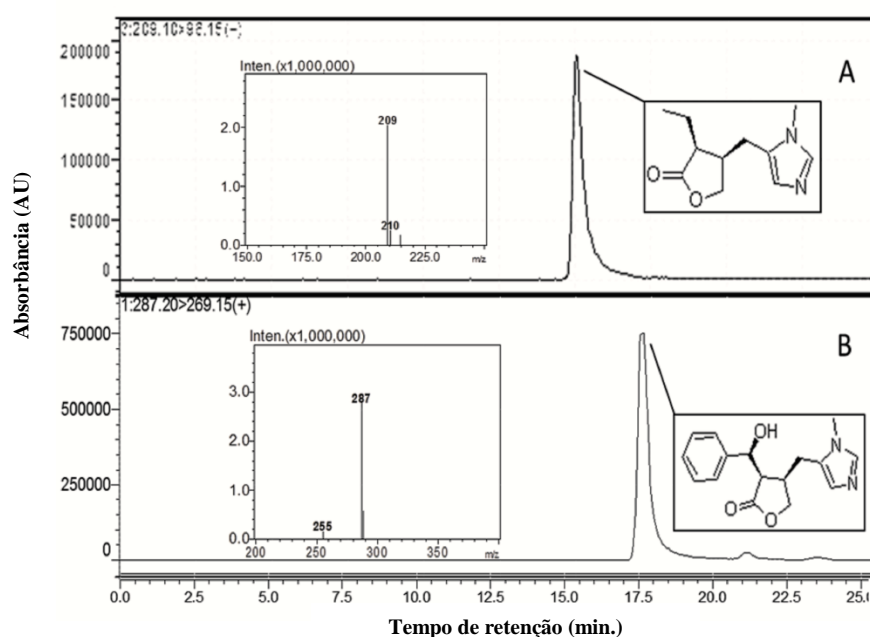 209.10>96.15(-)
200000
150000
100000
50000
0
Inten.(x1,000,000)
2.0
1.0
0.0
209
210
150.0 175.0 200.0 225.0 m/z
A
N
N
O
O
Absorbância (AU)
1:287.20>269.15(+)
750000
500000
250000
0
Inten.(x1,000,000)
3.0
2.0
1.0
0.0
287
255
200 250 300 350 m/z
B
OH
N
N
O
O
0.0 2.5 5.0 7.5 10.0 12.5 15.0 17.5 20.0 22.5 25.0
Tempo de retenção (min.)